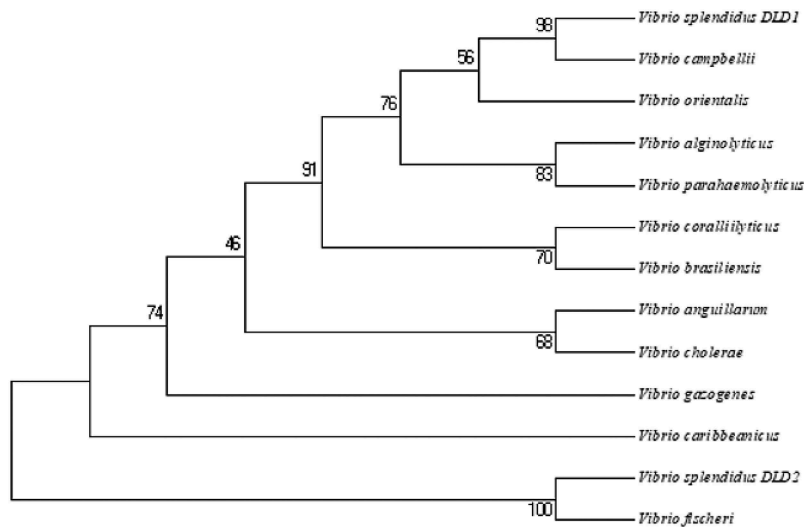 98
Vibrio splendidus DLD1
56
Vibrio campbellii
76
Vibrio orientalis
Vibrio alginolyticus
83
91
Vibrio parahaemolyticus
Vibrio coralliilyticus
46
70
Vibrio brasiliensis
74
Vibrio anguillarum
68
Vibrio cholerae
Vibrio gazogenes
Vibrio caribbeanicus
Vibrio splendidus DLD2
100
Vibrio fischeri